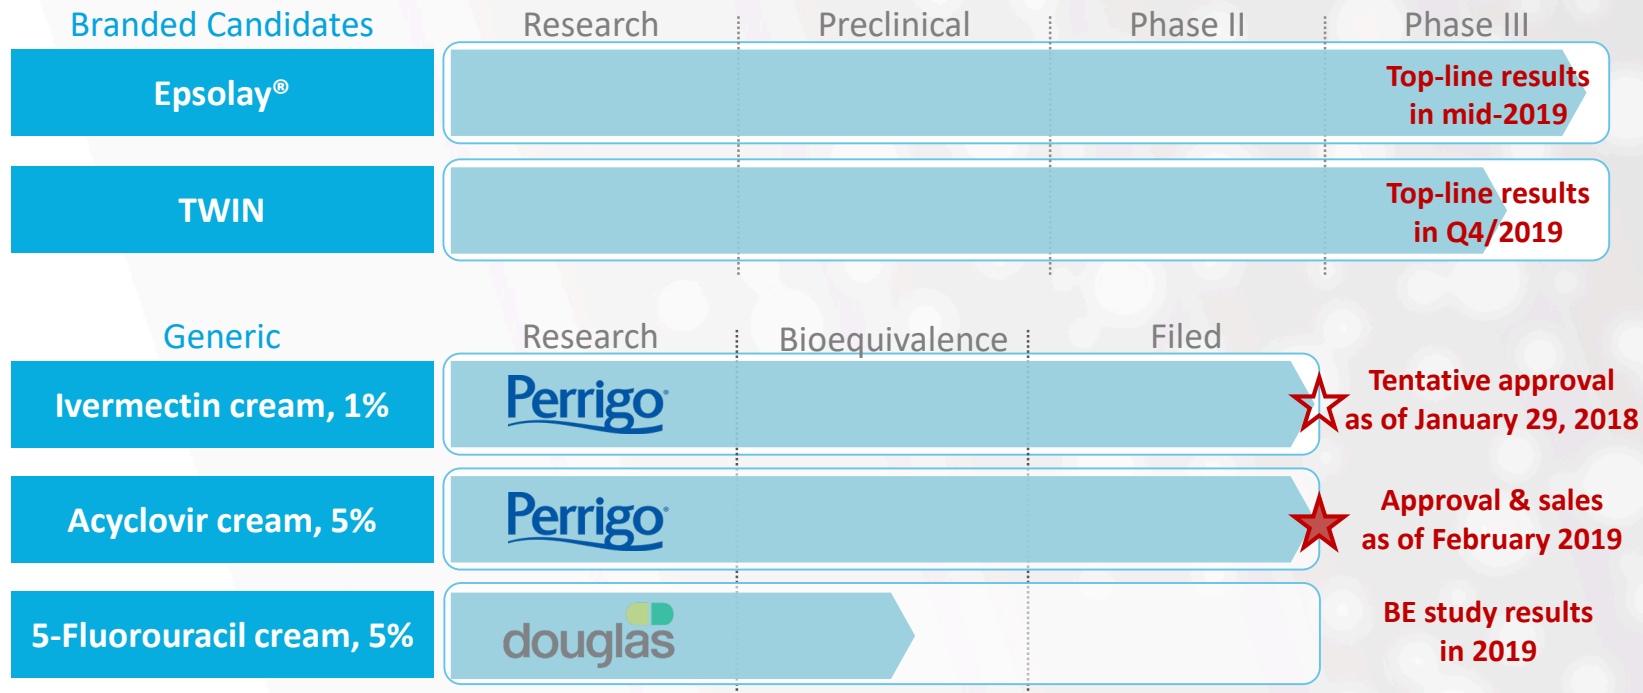 Branded Candidates Research Preclinical Phase II Phase III
Epsolay®
Top-line results
in mid-2019
TWIN
Top-line results
in Q4/2019
Generic Research Bioequivalence Filed
Ivermectin cream, 1%
Perrigo®
Tentative approval
as of January 29, 2018
Acyclovir cream, 5%
Perrigo®
Approval & sales
as of February 2019
5-Fluorouracil cream, 5%
douglas
BE study results
in 2019